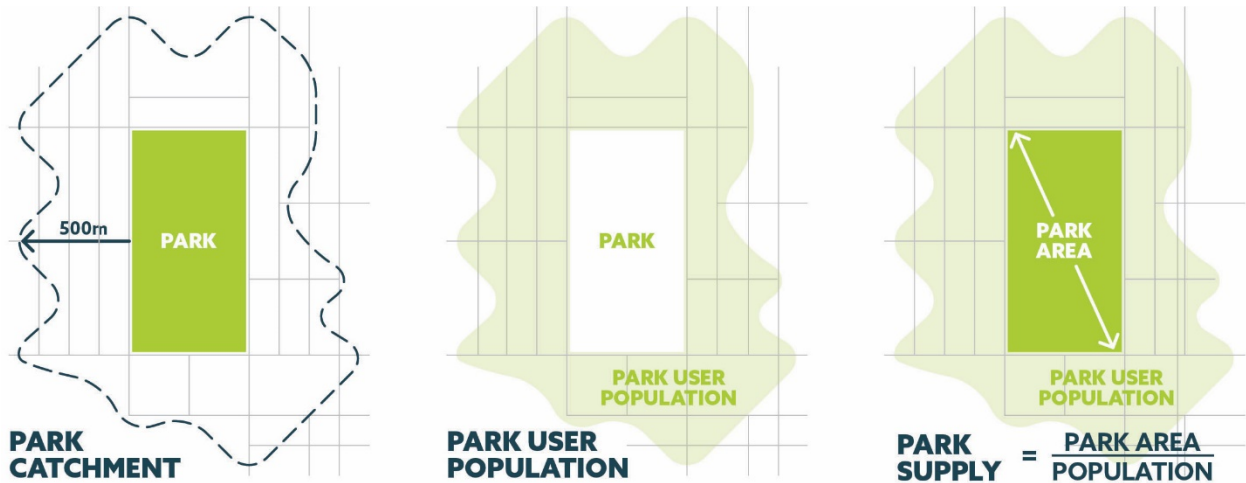 500m
PARK
PARK
CATCHMENT
PARK
PARK USER
POPULATION
PARK USER
POPULATION
PARK
AREA
PARK USER
POPULATION
PARK
SUPPLY
=
PARK AREA
POPULATION